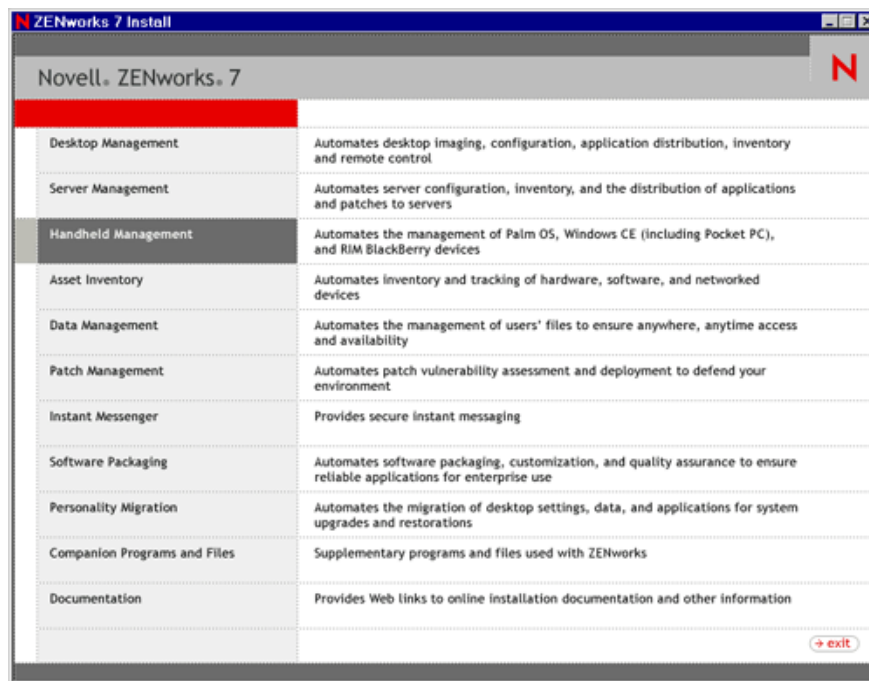 N ZENworks 7 Install
Novell® ZENworks® 7
N
Desktop Management
Automates desktop imaging, configuration, application distribution, inventory
and remote control
Server Management
Automates server configuration, inventory, and the distribution of applications
and patches to servers
Handheld Management
Automates the management of Palm OS, Windows CE (including Pocket PC),
and RIM BlackBerry devices
Asset Inventory
Automates inventory and tracking of hardware, software, and networked
devices
Data Management
Automates the management of users' files to ensure anywhere, anytime access
and availability
Patch Management
Automates patch vulnerability assessment and deployment to defend your
environment
Instant Messenger
Provides secure instant messaging
Software Packaging
Automates software packaging, customization, and quality assurance to ensure
reliable applications for enterprise use
Personality Migration
Automates the migration of desktop settings, data, and applications for system
upgrades and restorations
Companion Programs and Files
Supplementary programs and files used with ZENworks
Documentation
Provides Web links to online installation documentation and other information
exit